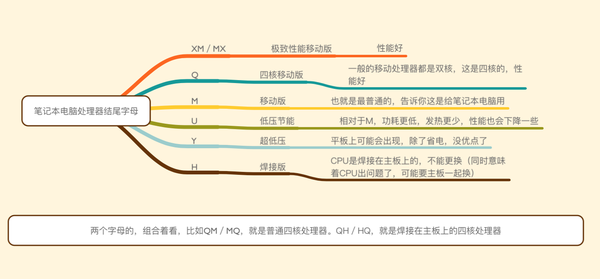 笔记本电脑处理器结尾字母
XM / MX 极致性能移动版 性能好
Q 四核移动版 一般的移动处理器都是双核，这是四核的，性
能好
M 移动版 也就是最普通的，告诉你这是给笔记本电脑用
U 低压节能 相对于M，功耗更低，发热更少，性能也会下降一些
Y 超低压 平板上可能会出现，除了省电，没优点了
H 焊接版 CPU是焊接在主板上的，不能更换（同时意味
着CPU出问题了，可能要主板一起换）
两个字母的，组合着看，比如QM / MQ，就是普通四核处理器。QH / HQ，就是焊接在主板上的四核处理器